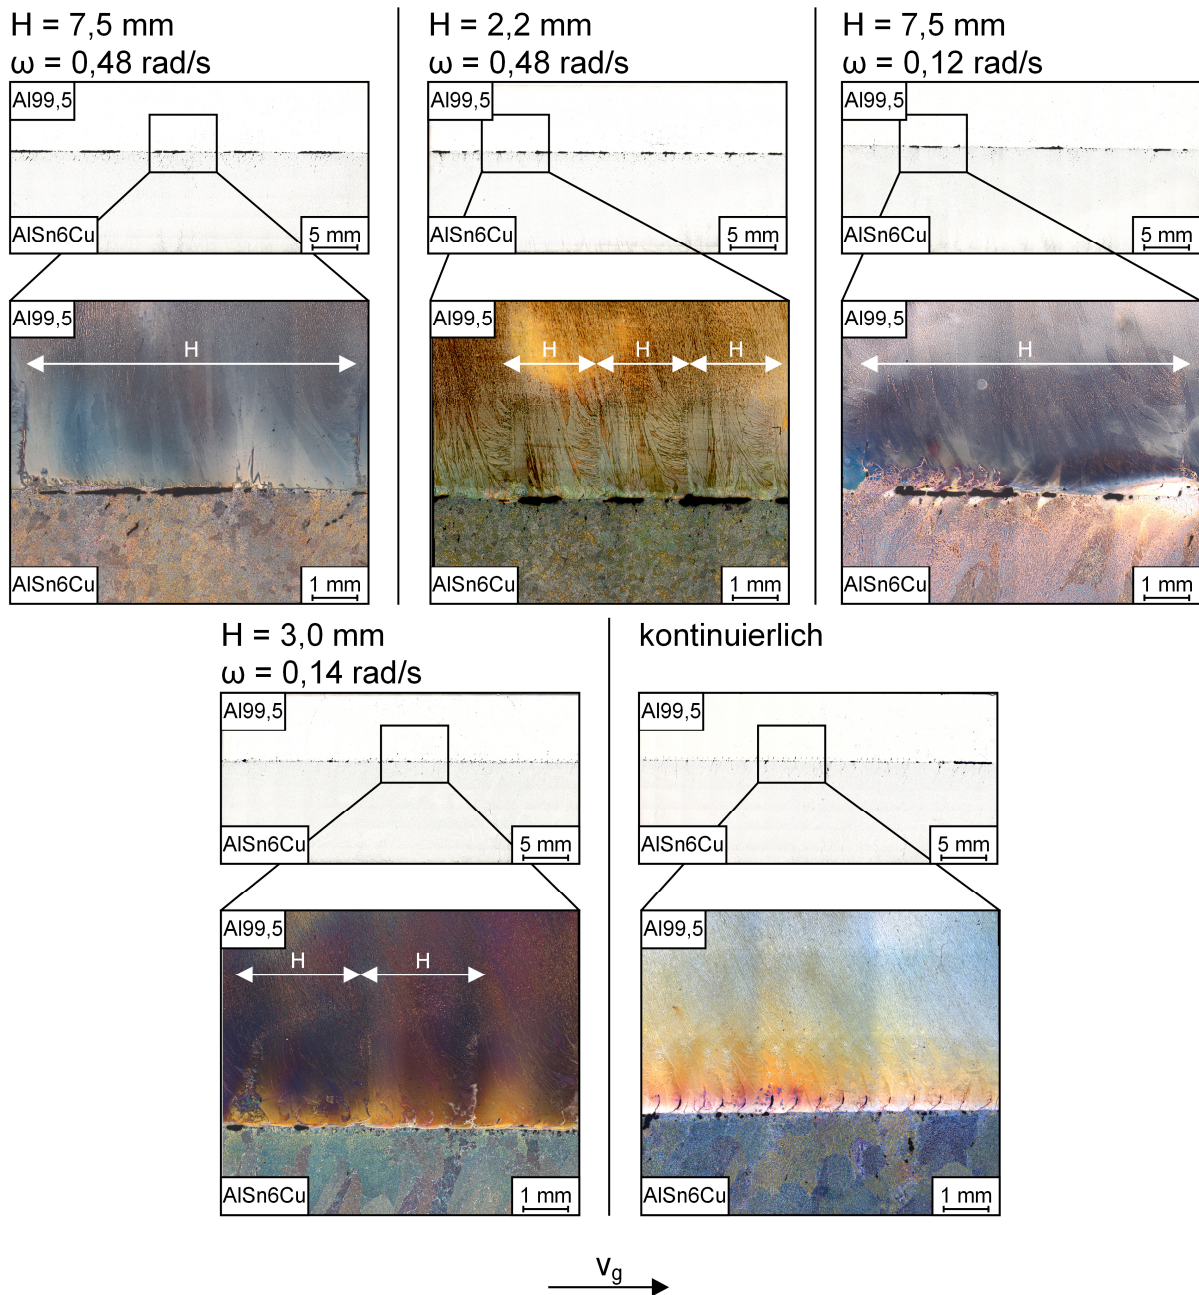 H = 7,5 mm
ω = 0,48 rad/s
Al99,5
AlSn6Cu
5 mm
Al99,5
H
AlSn6Cu
1 mm
H = 2,2 mm
ω = 0,48 rad/s
Al99,5
AlSn6Cu
5 mm
Al99,5
H
H
H
AlSn6Cu
1 mm
H = 7,5 mm
ω = 0,12 rad/s
Al99,5
AlSn6Cu
5 mm
Al99,5
H
AlSn6Cu
1 mm
H = 3,0 mm
ω = 0,14 rad/s
Al99,5
AlSn6Cu
5 mm
Al99,5
H
H
AlSn6Cu
1 mm
kontinuierlich
Al99,5
AlSn6Cu
5 mm
Al99,5
AlSn6Cu
1 mm
v_g